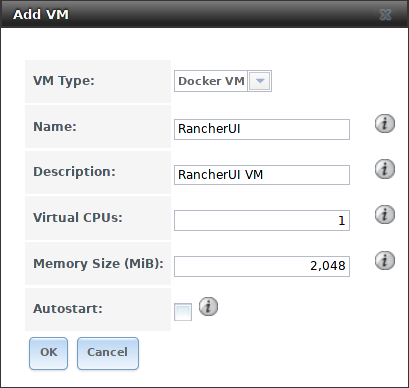 Add VM
VM Type: Docker VM
Name: RancherUI
Description: RancherUI VM
Virtual CPUs: 1
Memory Size (MiB): 2,048
Autostart:
OK Cancel